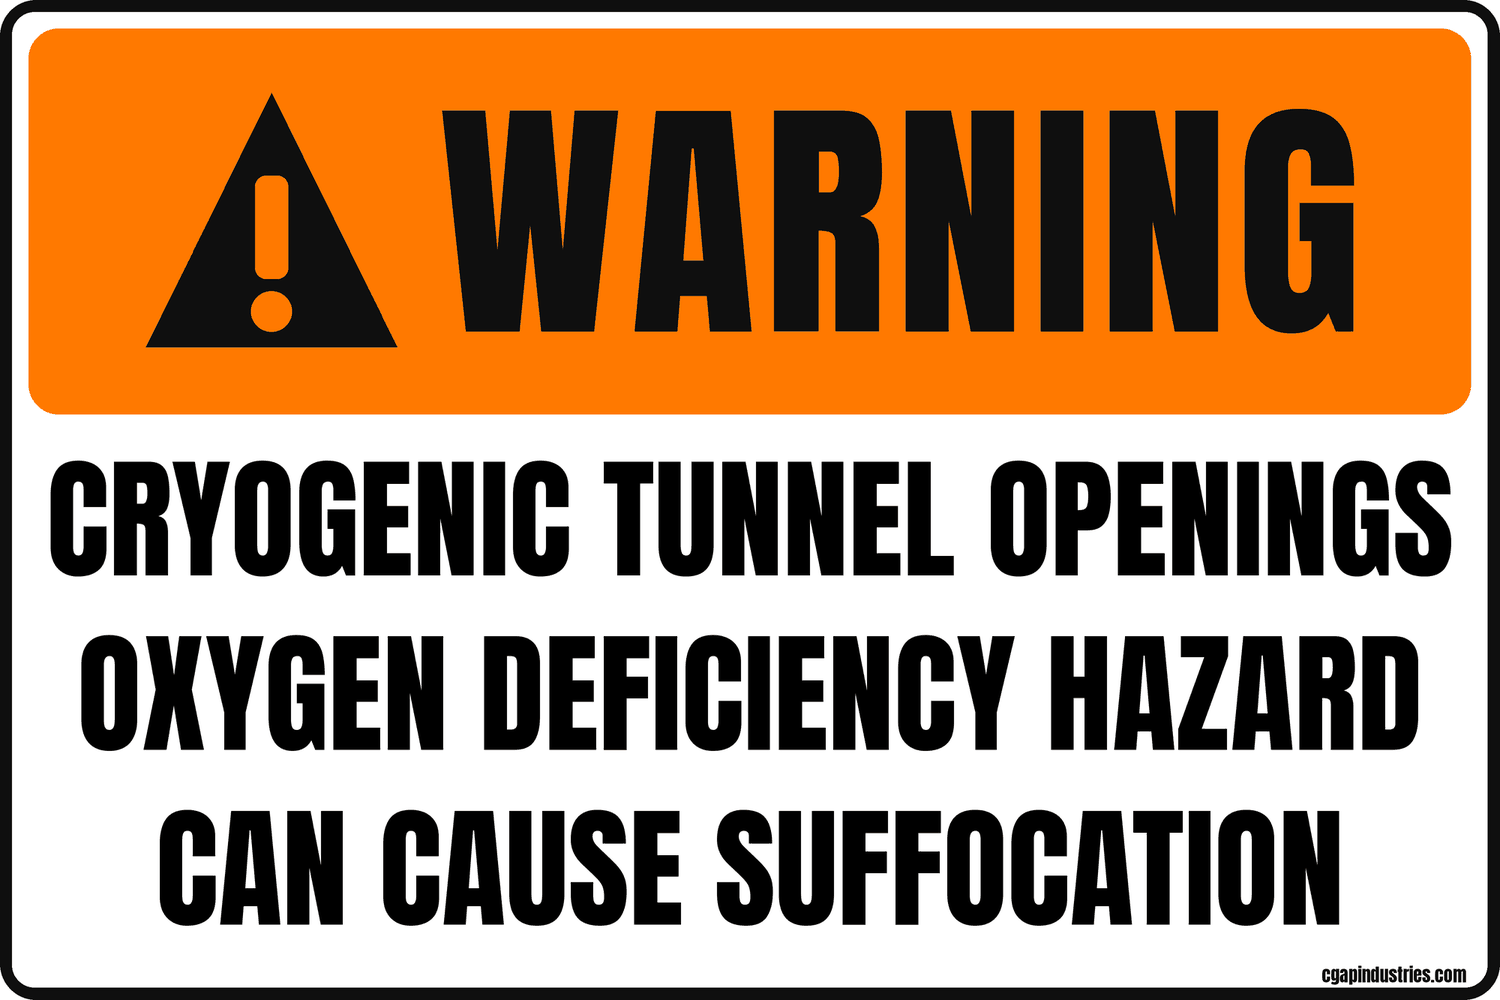 WARNING
CRYOGENIC TUNNEL OPENINGS
OXYGEN DEFICIENCY HAZARD
CAN CAUSE SUFFOCATION
cgapindustries.com